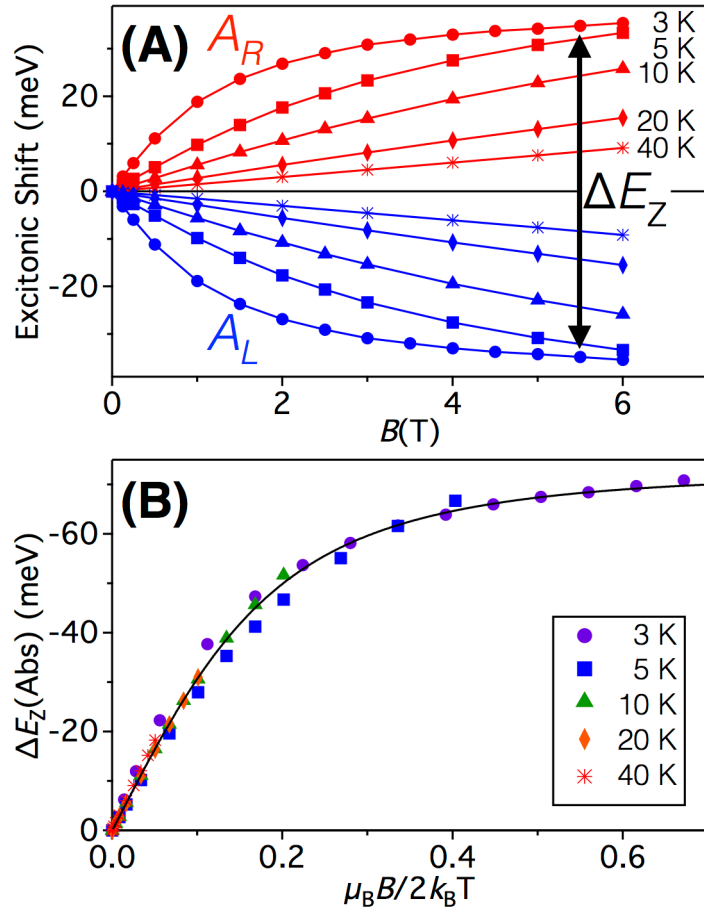 (A)
A_R
3 K
5 K
10 K
20 K
40 K
20
0
-20
Excitonic Shift (meV)
ΔE_Z
A_L
0
2
4
6
B(T)
(B)
-60
-40
-20
0
ΔE_Z(Abs) (meV)
3 K
5 K
10 K
20 K
40 K
0.0
0.2
0.4
0.6
μ_B B/2k_B T